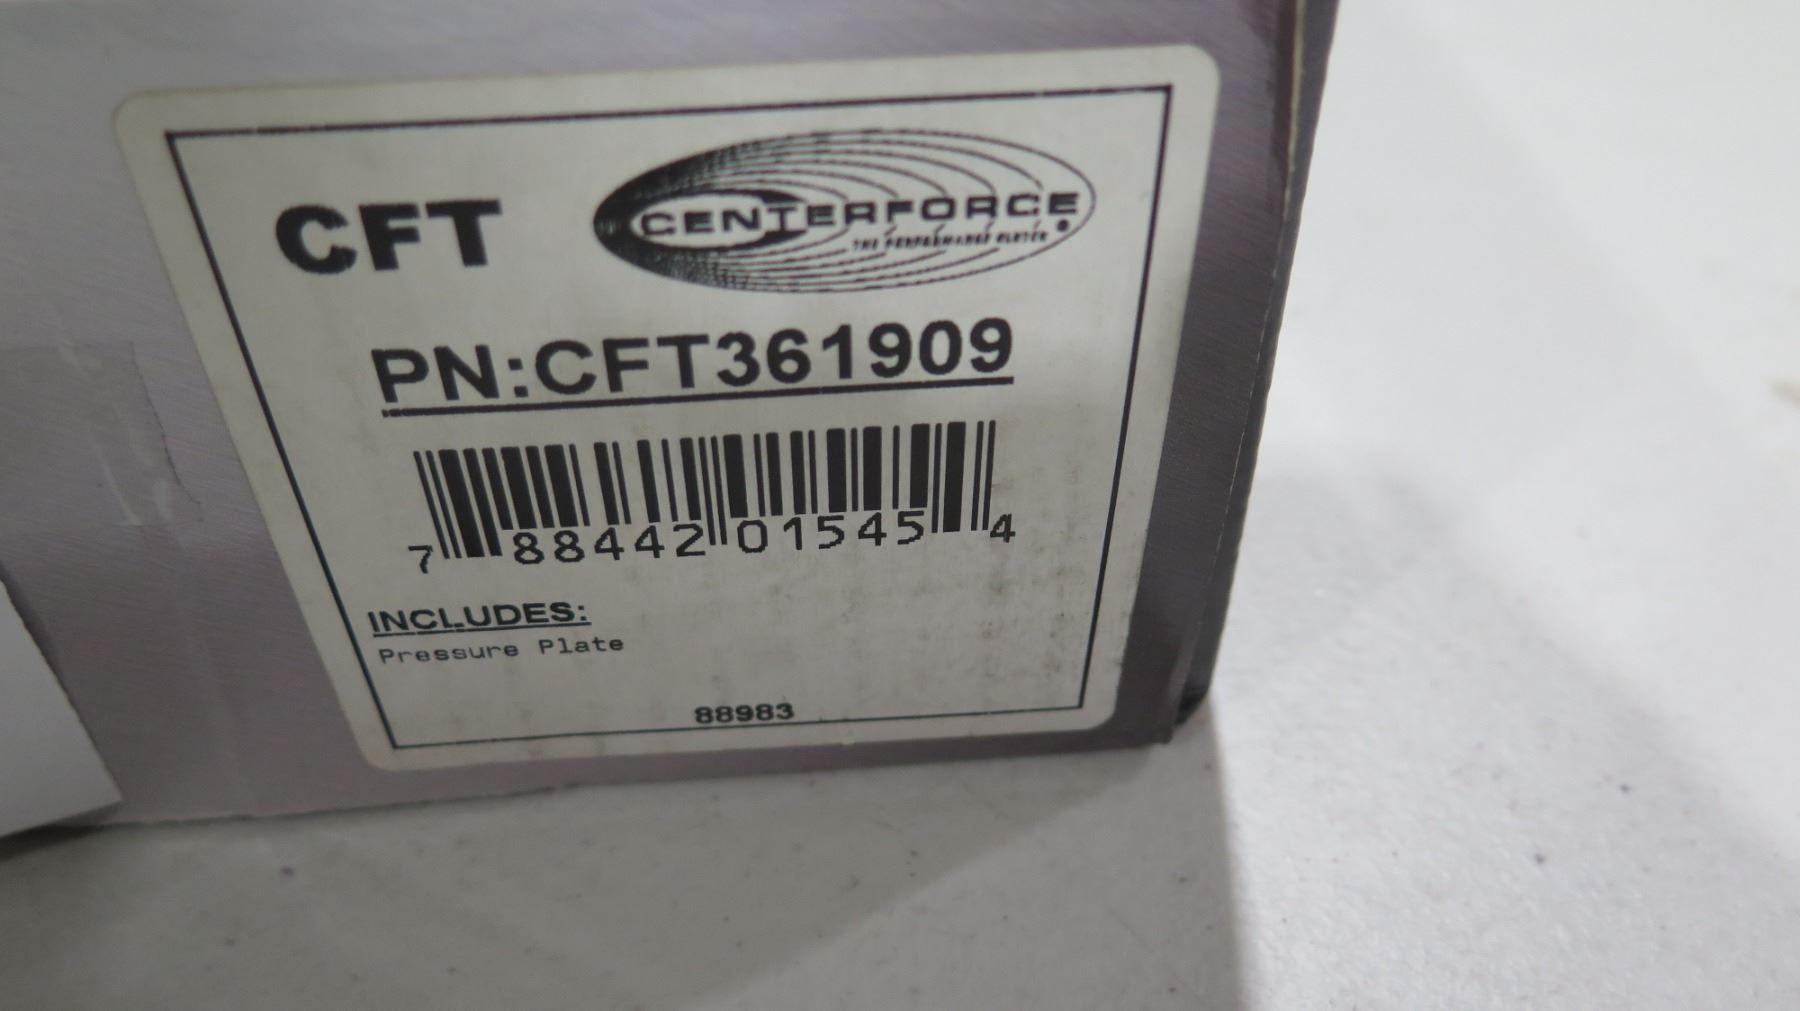 CFT
CENTERFORCE
PN:CFT361909
7 88442 01545 4
INCLUDES:
Pressure Plate
88983